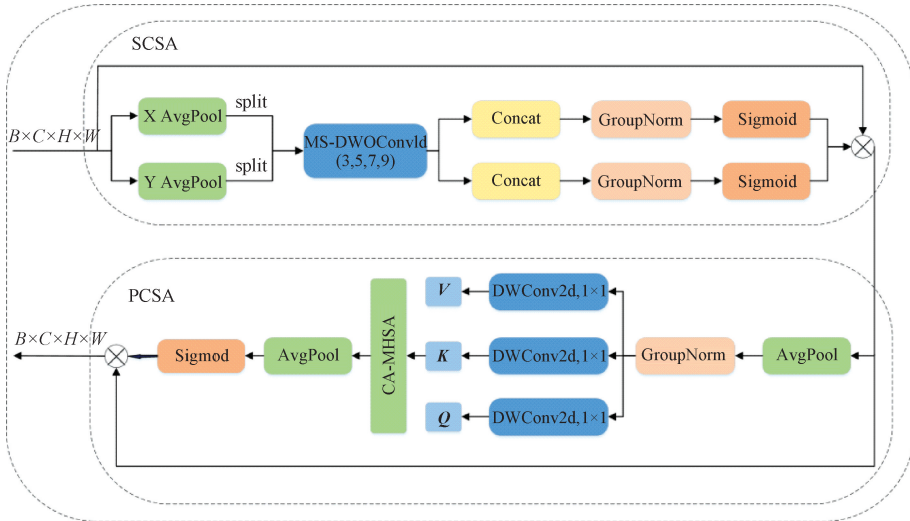 SCSA
B×C×H×W
X AvgPool
split
Y AvgPool
split
MS-DWOConvld
(3,5,7,9)
Concat
GroupNorm
Sigmoid
Concat
GroupNorm
Sigmoid
PCSA
B×C×H×W
Sigmod
AvgPool
CA-MHSA
V
K
Q
DWConv2d,1×1
DWConv2d,1×1
DWConv2d,1×1
GroupNorm
AvgPool